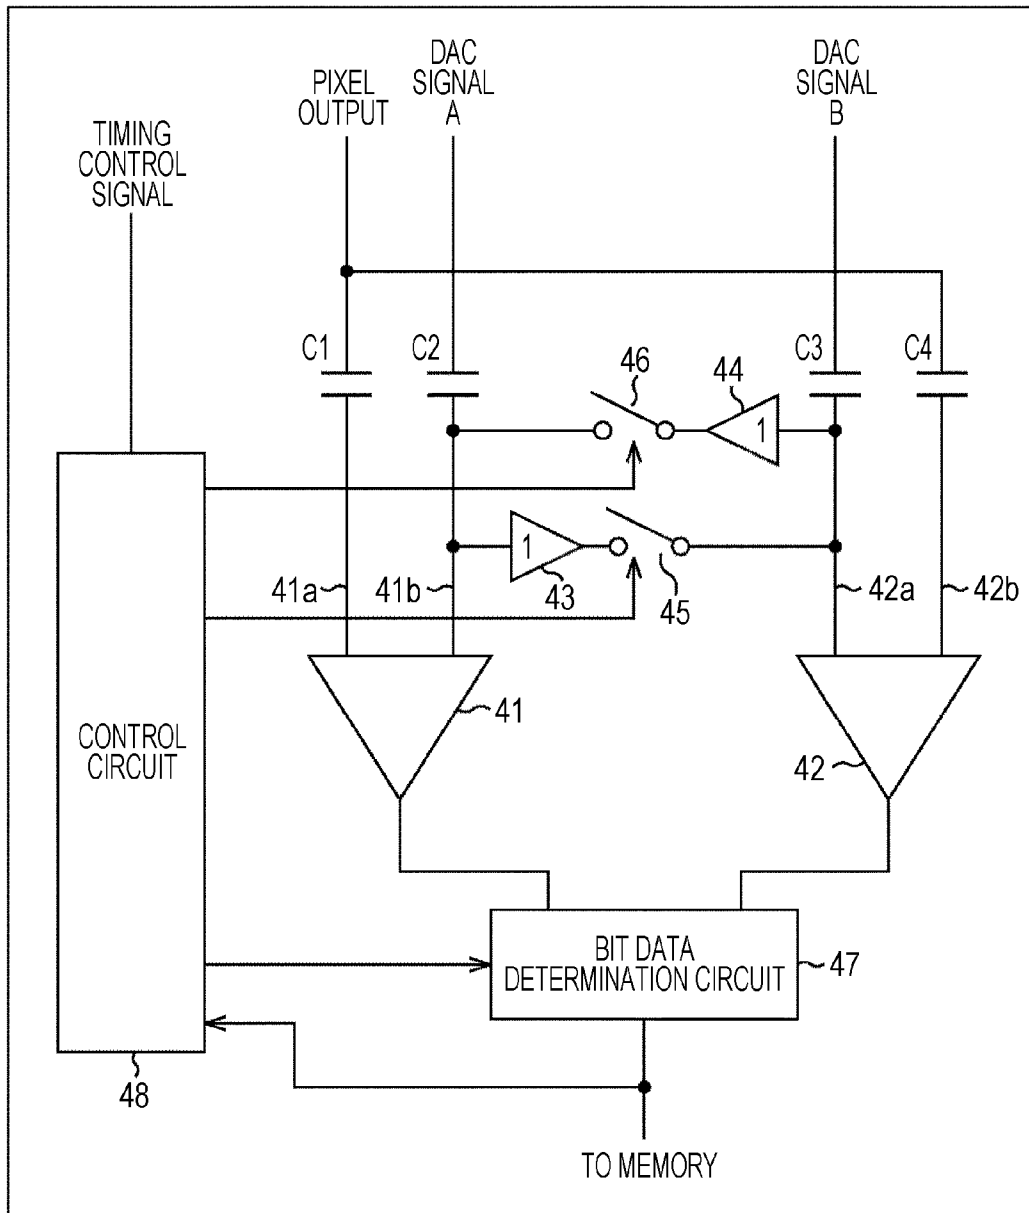 TIMING
CONTROL
SIGNAL
PIXEL
OUTPUT
DAC
SIGNAL
A
DAC
SIGNAL
B
C1
C2
C3
C4
46
44
1
1
41a
41b
43
45
42a
42b
41
42
CONTROL
CIRCUIT
BIT DATA
DETERMINATION CIRCUIT
47
48
TO MEMORY